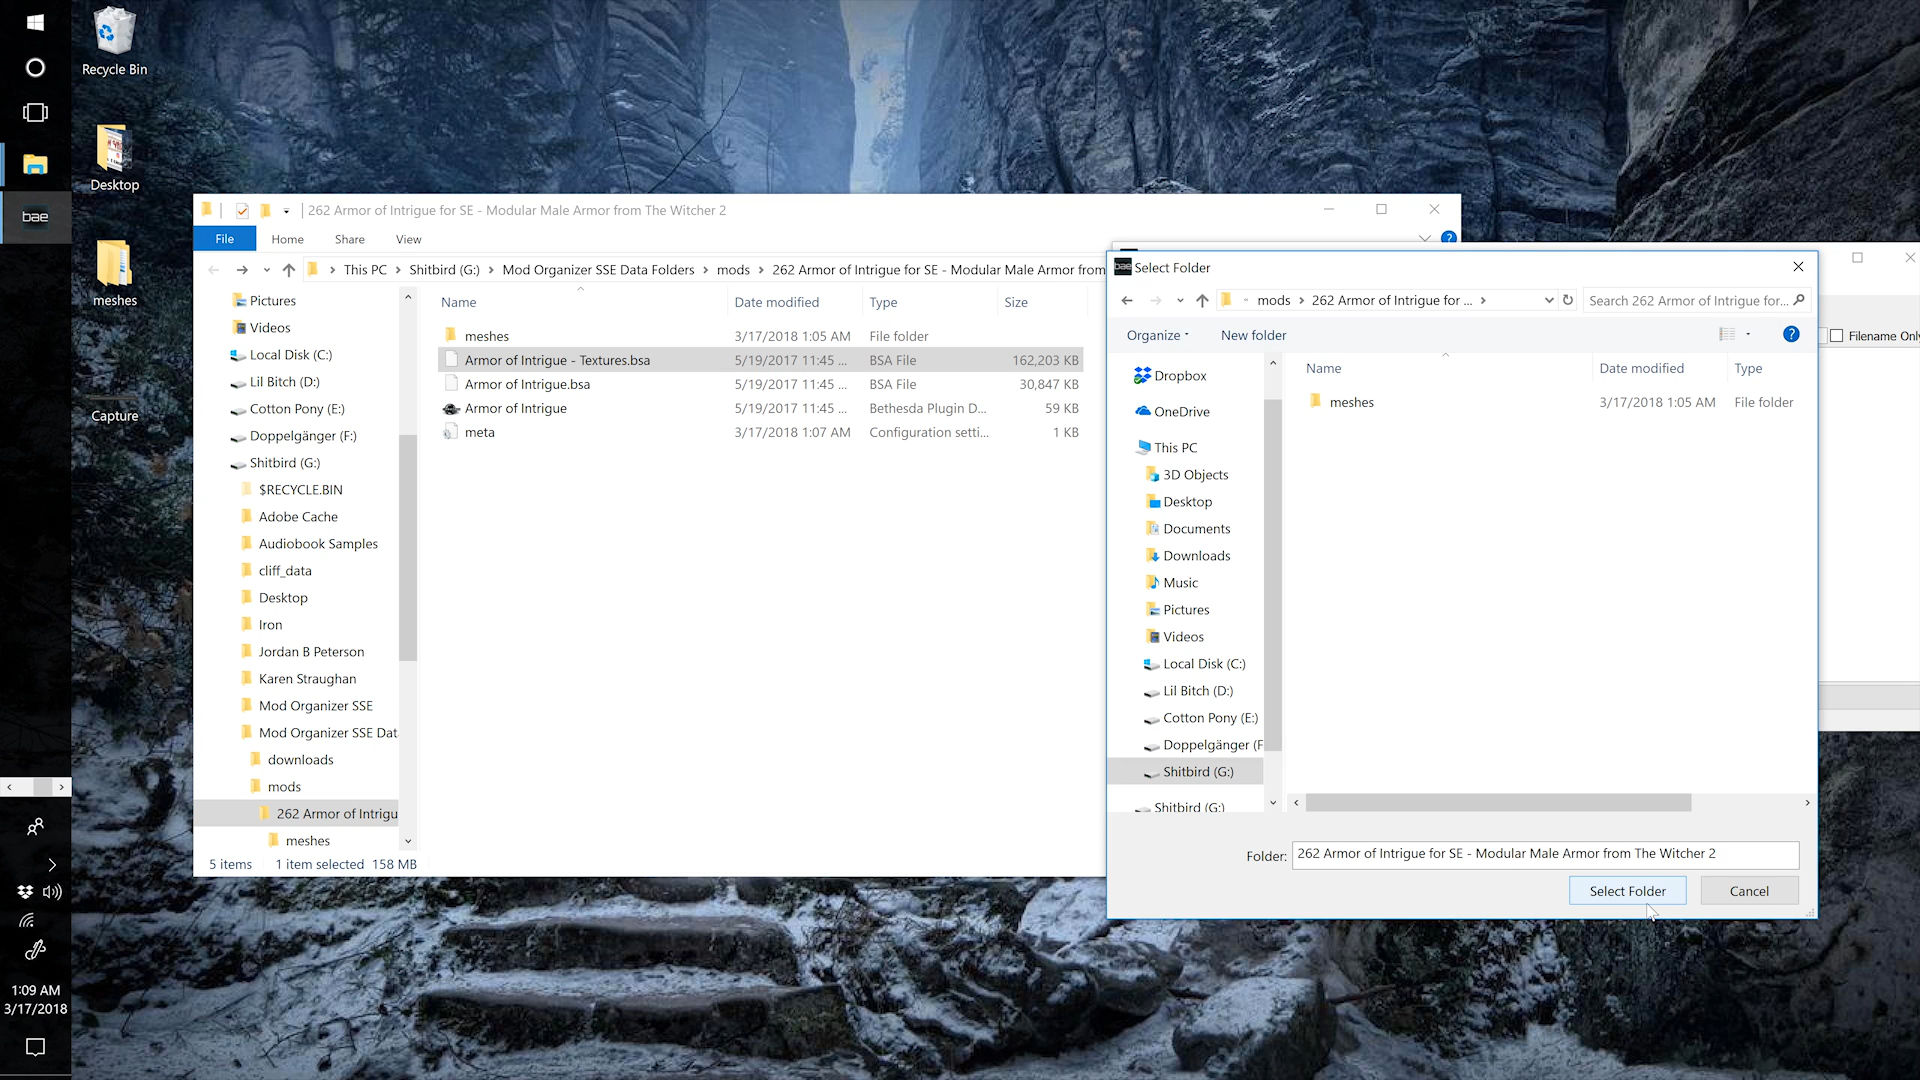 Recycle Bin
Desktop
meshes
Capture
bae
1:09 AM
3/17/2018
262 Armor of Intrigue for SE - Modular Male Armor from The Witcher 2
File Home Share View
This PC Shitbird (G:) Mod Organizer SSE Data Folders mods 262 Armor of Intrigue for SE - Modular Male Armor from
Pictures
Videos
Local Disk (C:)
Lil Bitch (D:)
Cotton Pony (E:)
Doppelgänger (F:)
Shitbird (G:)
$RECYCLE.BIN
Adobe Cache
Audiobook Samples
cliff_data
Desktop
Iron
Jordan B Peterson
Karen Straughan
Mod Organizer SSE
Mod Organizer SSE Dat
downloads
mods
262 Armor of Intrigu
meshes
Name Date modified Type Size
meshes 3/17/2018 1:05 AM File folder
Armor of Intrigue - Textures.bsa 5/19/2017 11:45 ... BSA File 162,203 KB
Armor of Intrigue.bsa 5/19/2017 11:45 ... BSA File 30,847 KB
Armor of Intrigue 5/19/2017 11:45 ... Bethesda Plugin D... 59 KB
meta 3/17/2018 1:07 AM Configuration setti... 1 KB
5 items 1 item selected 158 MB
bae Select Folder
mods 262 Armor of Intrigue for ... Search 262 Armor of Intrigue for...
Organize New folder
Filename Only
Dropbox
OneDrive
This PC
3D Objects
Desktop
Documents
Downloads
Music
Pictures
Videos
Local Disk (C:)
Lil Bitch (D:)
Cotton Pony (E:)
Doppelgänger (F
Shitbird (G:)
Shitbird (G:)
Name Date modified Type
meshes 3/17/2018 1:05 AM File folder
Folder: 262 Armor of Intrigue for SE - Modular Male Armor from The Witcher 2
Select Folder Cancel